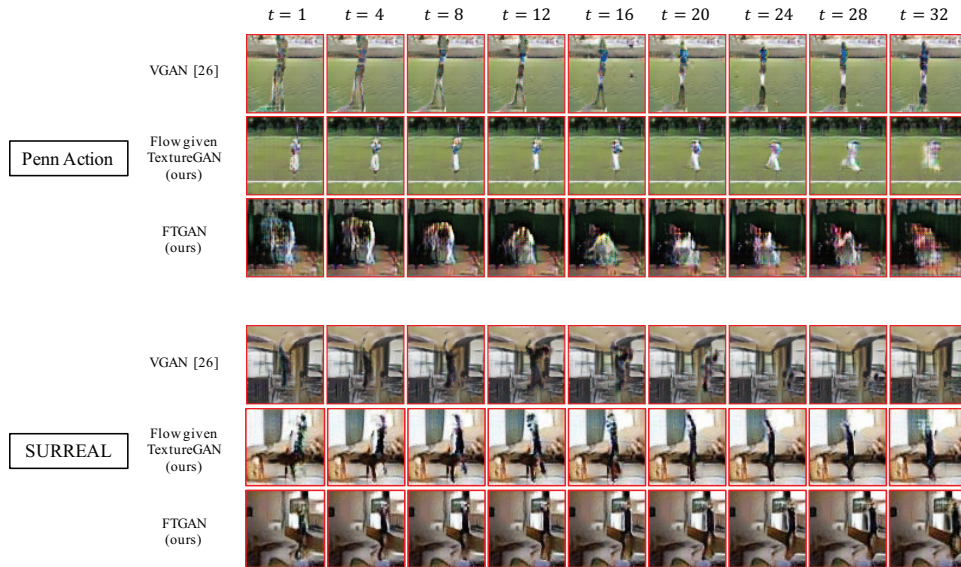 t = 1 t = 4 t = 8 t = 12 t = 16 t = 20 t = 24 t = 28 t = 32
VGAN [26]
Flow given
TextureGAN
(ours)
Penn Action
FTGAN
(ours)
VGAN [26]
Flow given
TextureGAN
(ours)
SURREAL
FTGAN
(ours)